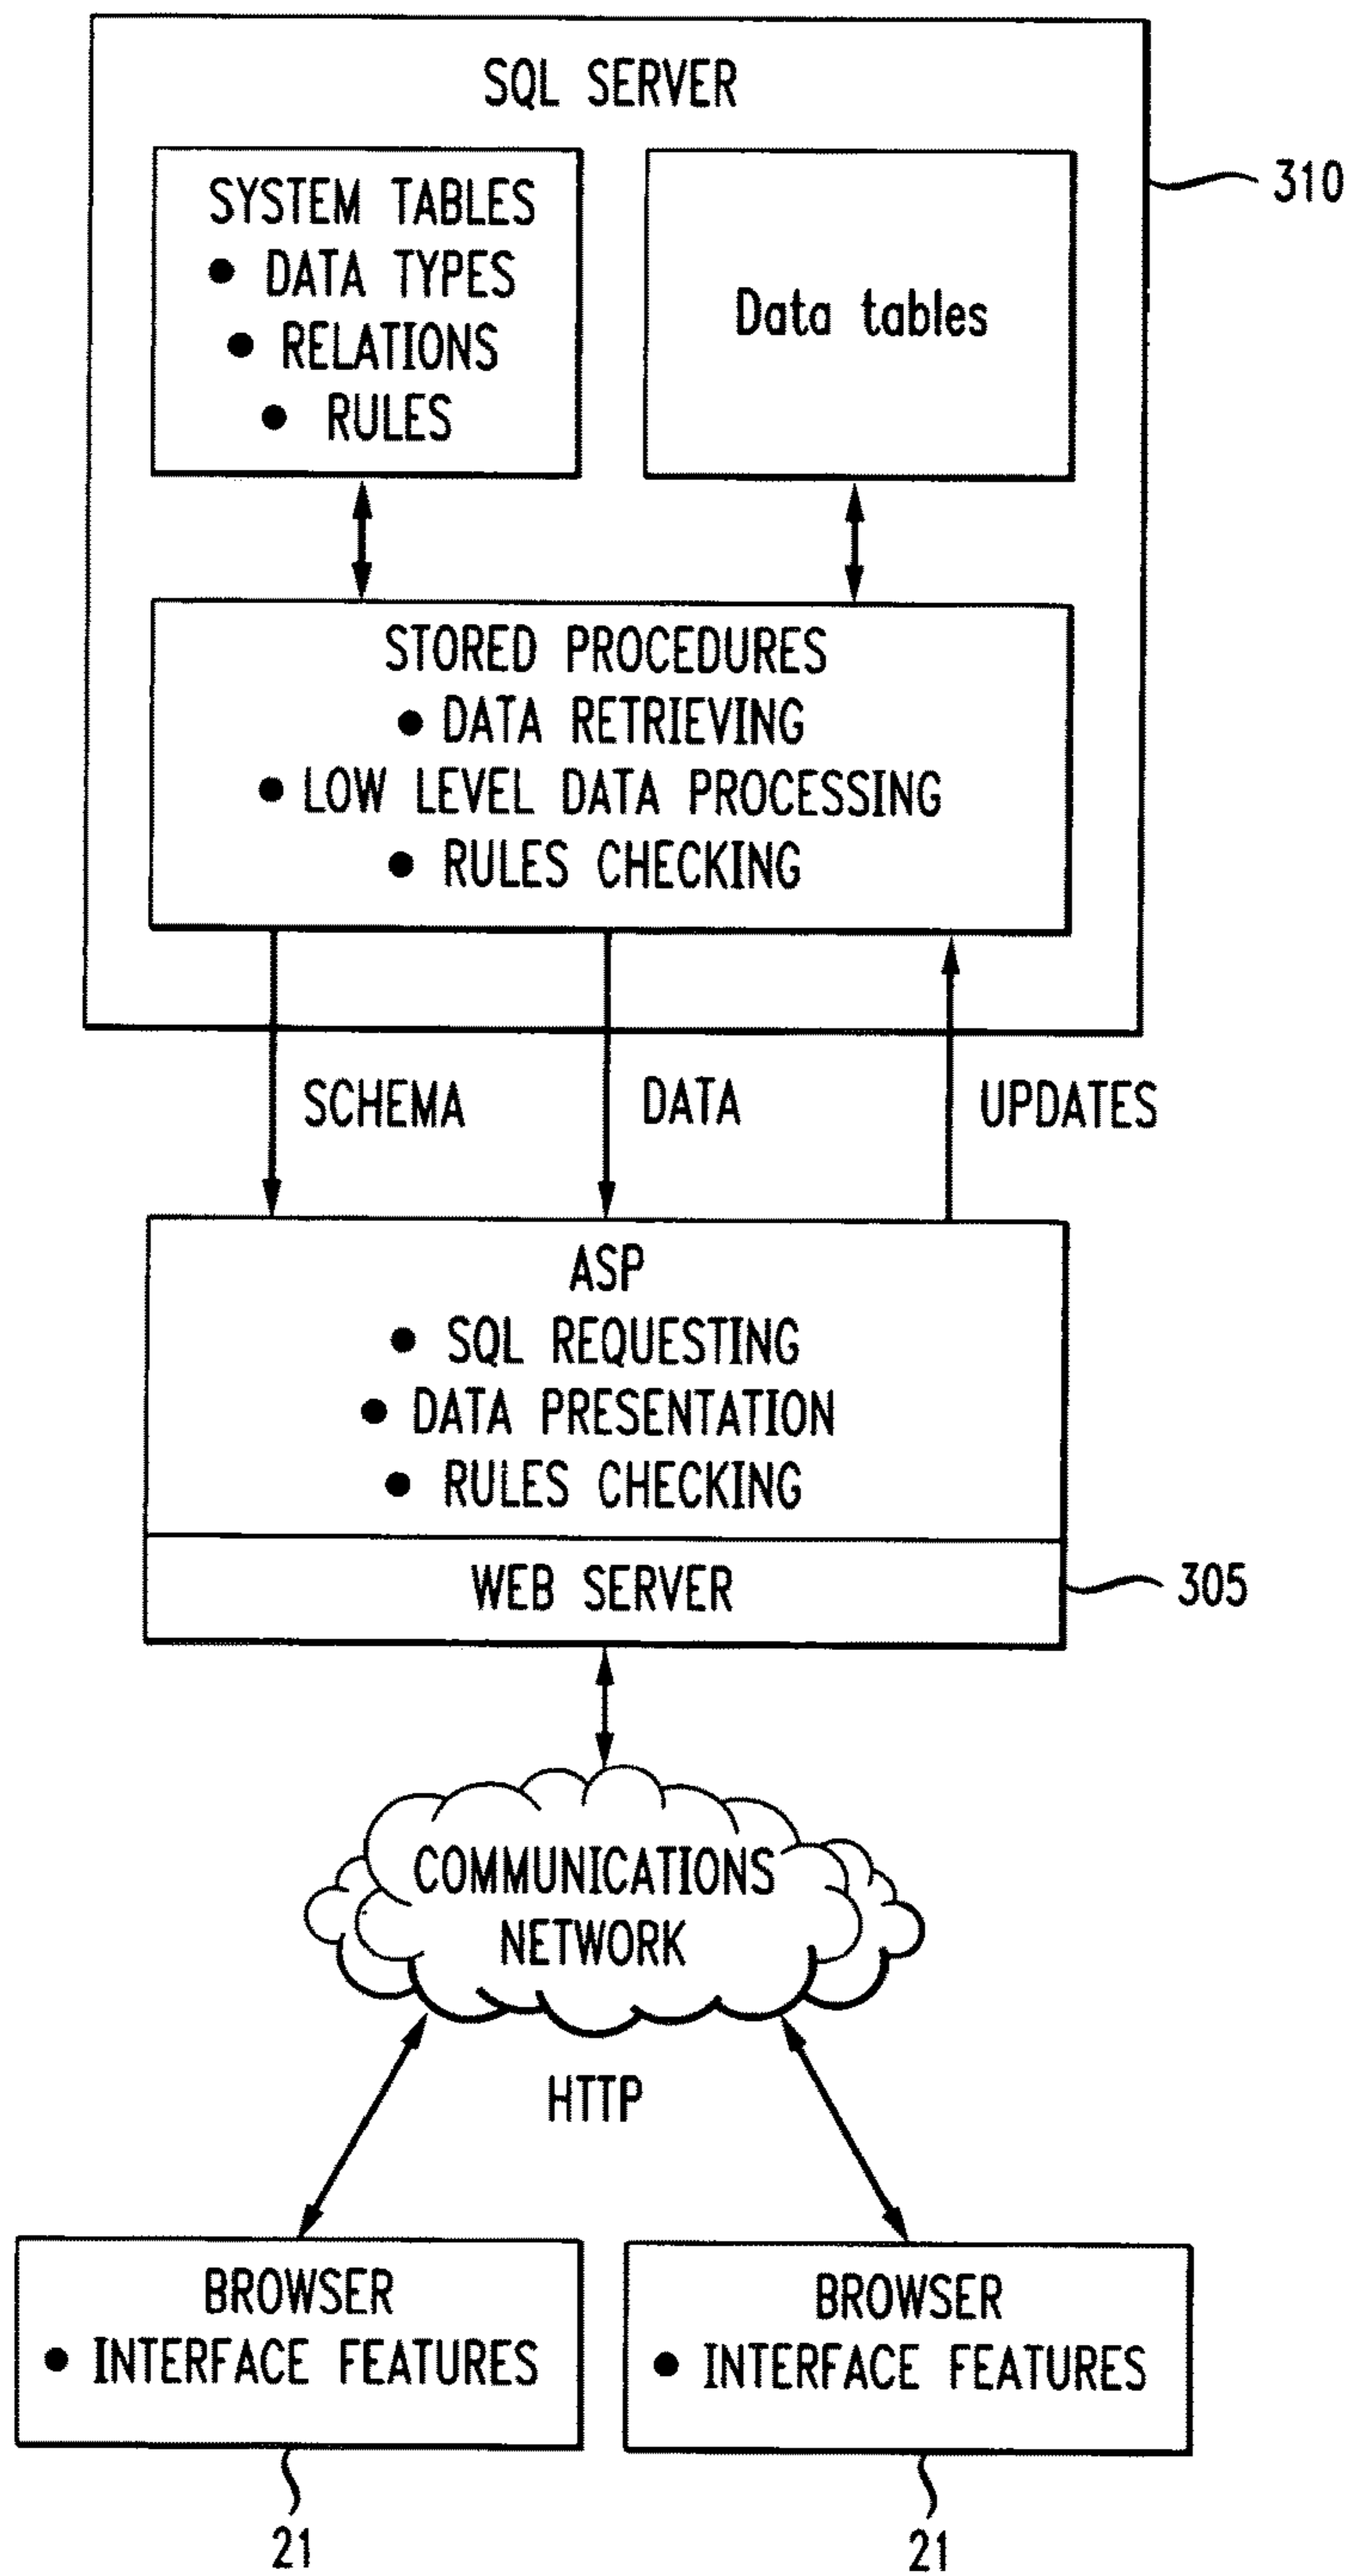 SQL SERVER
310
SYSTEM TABLES
• DATA TYPES
• RELATIONS
• RULES
Data tables
STORED PROCEDURES
• DATA RETRIEVING
• LOW LEVEL DATA PROCESSING
• RULES CHECKING
SCHEMA
DATA
UPDATES
ASP
• SQL REQUESTING
• DATA PRESENTATION
• RULES CHECKING
WEB SERVER
305
COMMUNICATIONS
NETWORK
HTTP
BROWSER
• INTERFACE FEATURES
21
BROWSER
• INTERFACE FEATURES
21